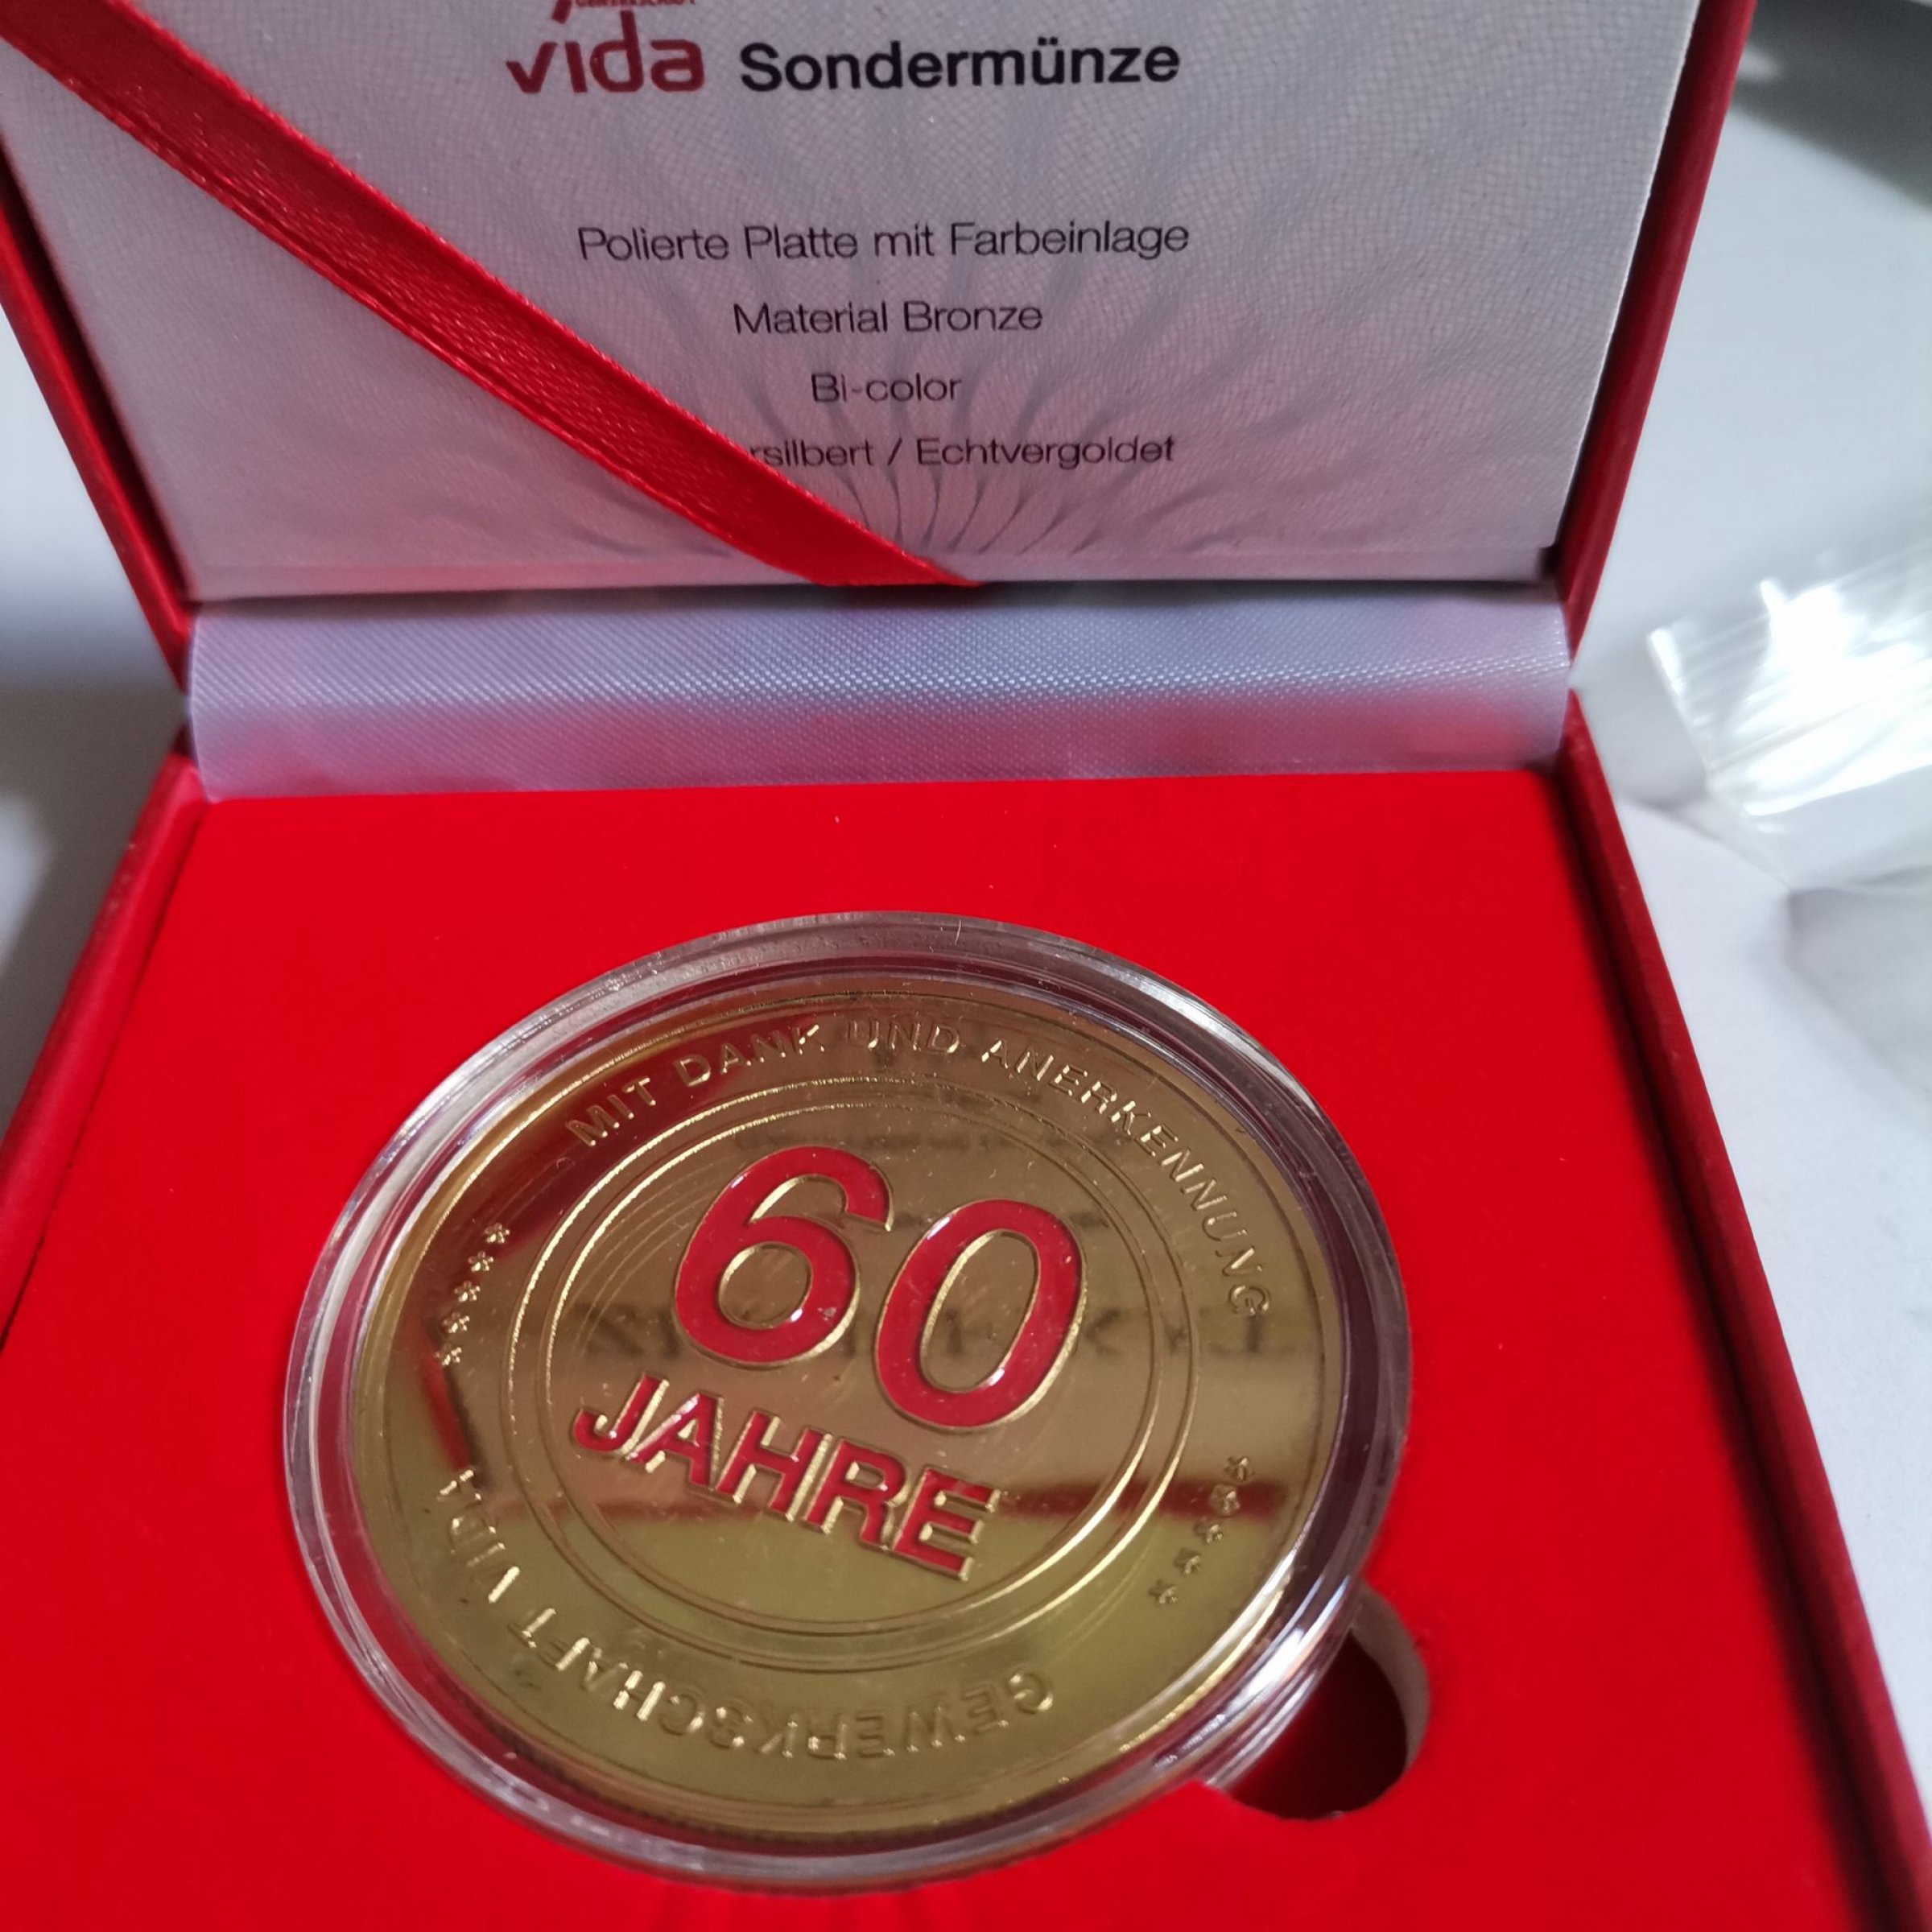 vida Sondermünze
Polierte Platte mit Farbeinlage
Material Bronze
Bi-color
rsilbert / Echtvergoldet
MIT DANK UND ANERKENNUNG
60
JAHRE
GEWERKSCHAFT VIDA